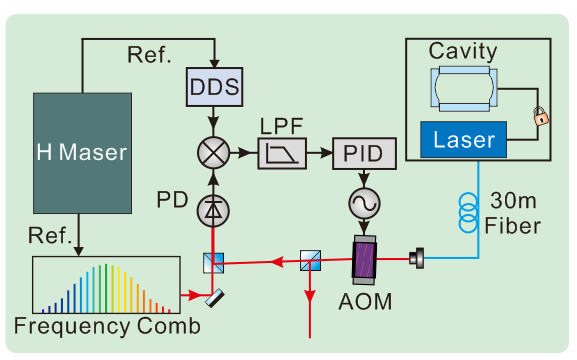 Ref.
Cavity
DDS
H Maser
LPF
PID
Laser
PD
30m
Fiber
Ref.
AOM
Frequency Comb